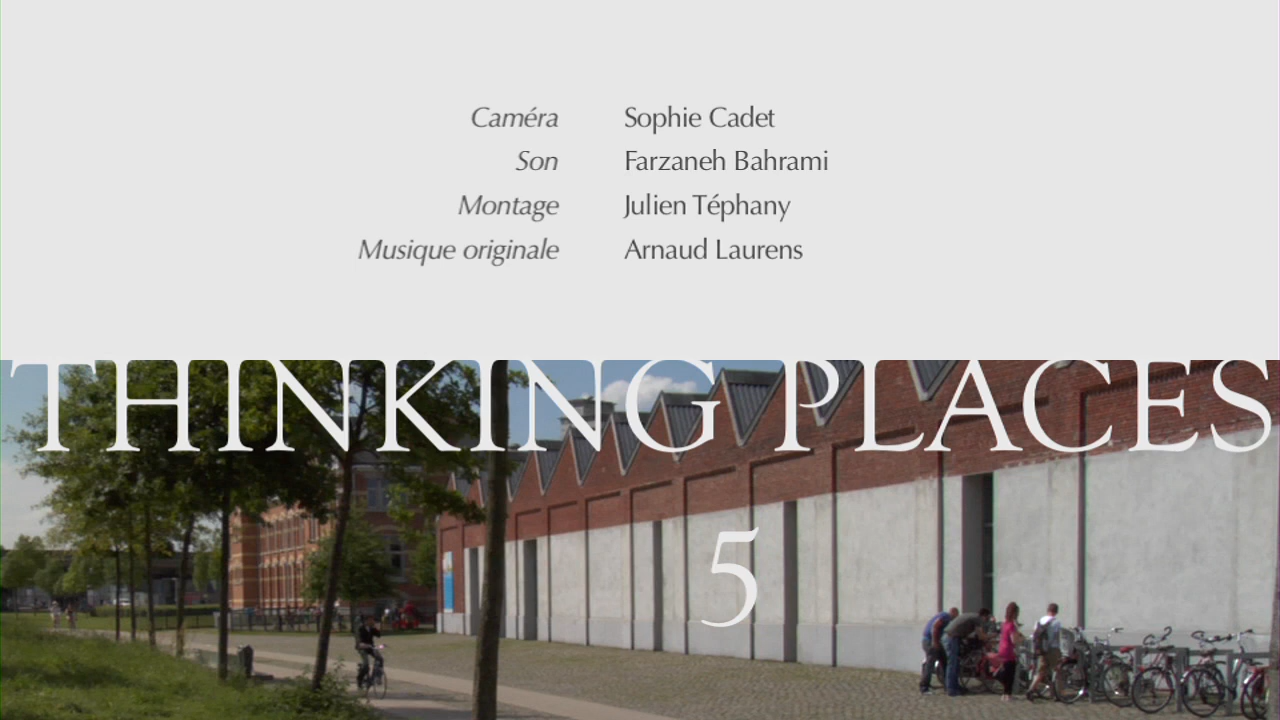 Caméra Sophie Cadet
Son Farzaneh Bahrami
Montage Julien Téphany
Musique originale Arnaud Laurens
THINKING PLACES
5